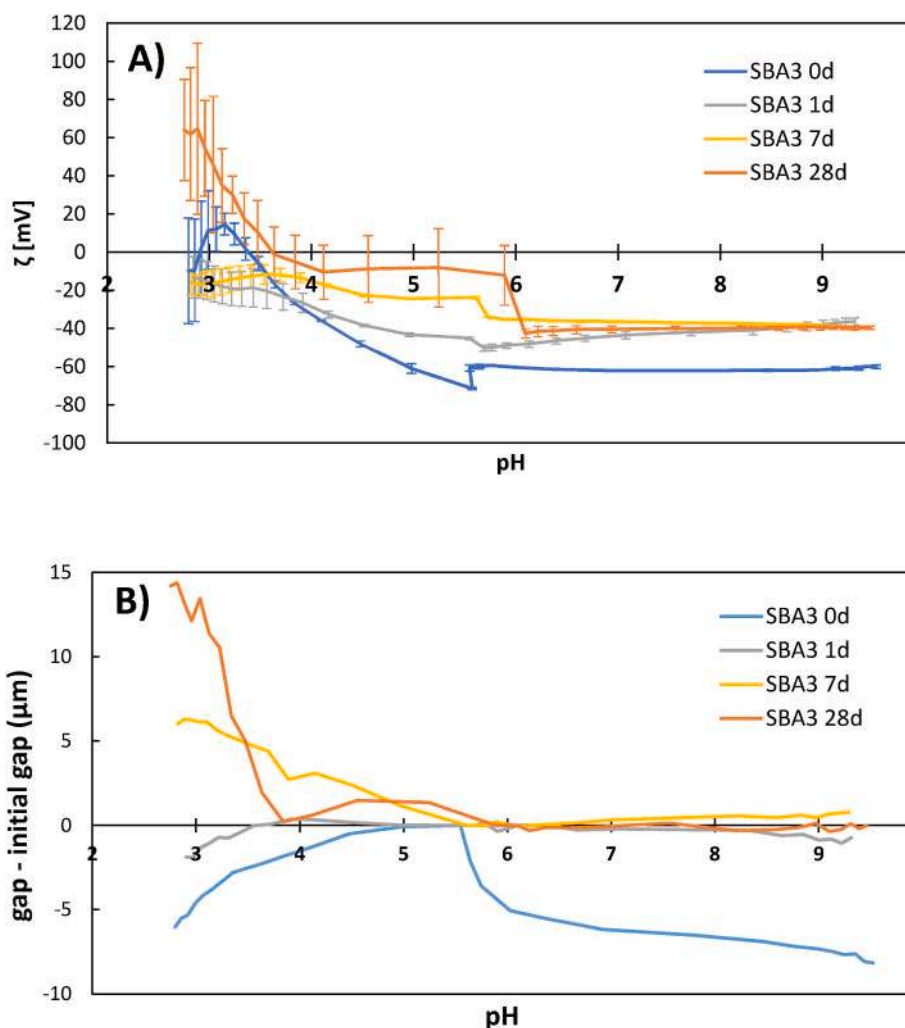 A)
120
100
80
60
40
20
0
-20
-40
-60
-80
-100
ζ [mV]
2 3 4 5 6 7 8 9
pH
SBA3 0d
SBA3 1d
SBA3 7d
SBA3 28d
B)
15
10
5
0
-5
-10
gap - initial gap (μm)
2 3 4 5 6 7 8 9
pH
SBA3 0d
SBA3 1d
SBA3 7d
SBA3 28d